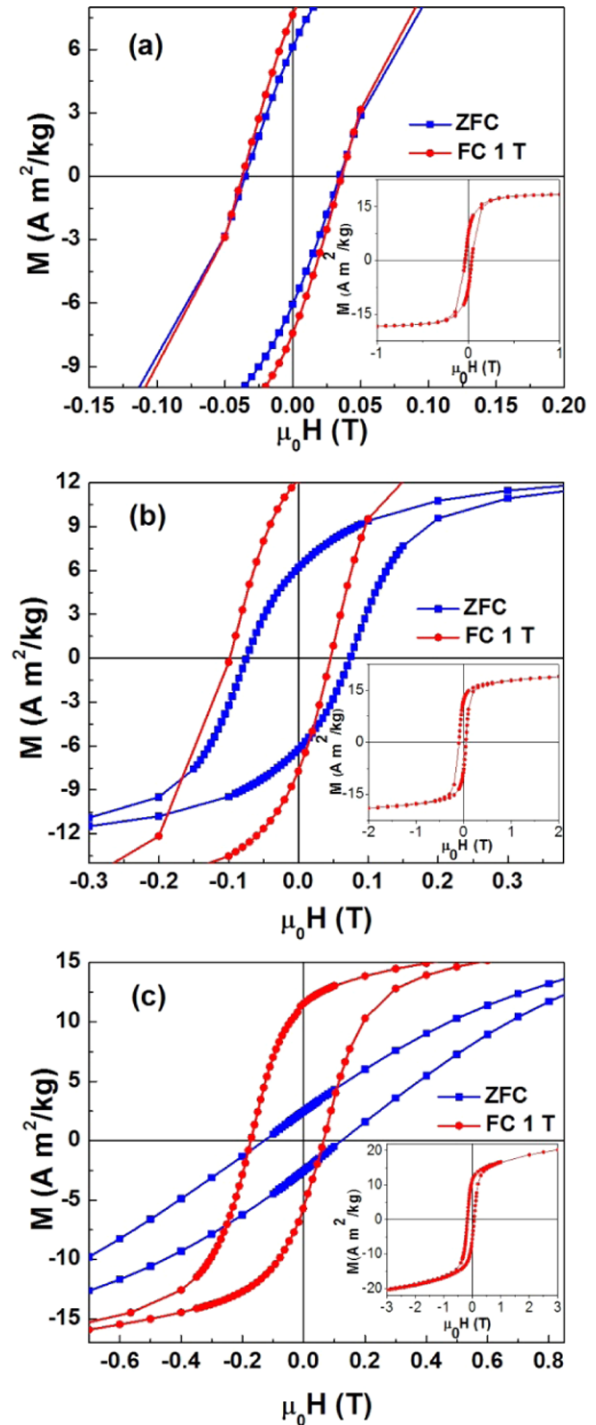 (a)
6
3
0
-3
-6
-9
M (A m²/kg)
ZFC
FC 1 T
15
0
-15
M (A m²/kg)
-1 0 1
μ₀H (T)
-0.15 -0.10 -0.05 0.00 0.05 0.10 0.15 0.20
μ₀H (T)
(b)
12
9
6
3
0
-3
-6
-9
-12
M (A m²/kg)
ZFC
FC 1 T
15
0
-15
M (A m²/kg)
-2 -1 0 1 2
μ₀H (T)
-0.3 -0.2 -0.1 0.0 0.1 0.2 0.3
μ₀H (T)
(c)
15
10
5
0
-5
-10
-15
M (A m²/kg)
ZFC
FC 1 T
20
10
0
-10
-20
M(A m²/kg)
-3 -2 -1 0 1 2 3
μ₀H (T)
-0.6 -0.4 -0.2 0.0 0.2 0.4 0.6 0.8
μ₀H (T)